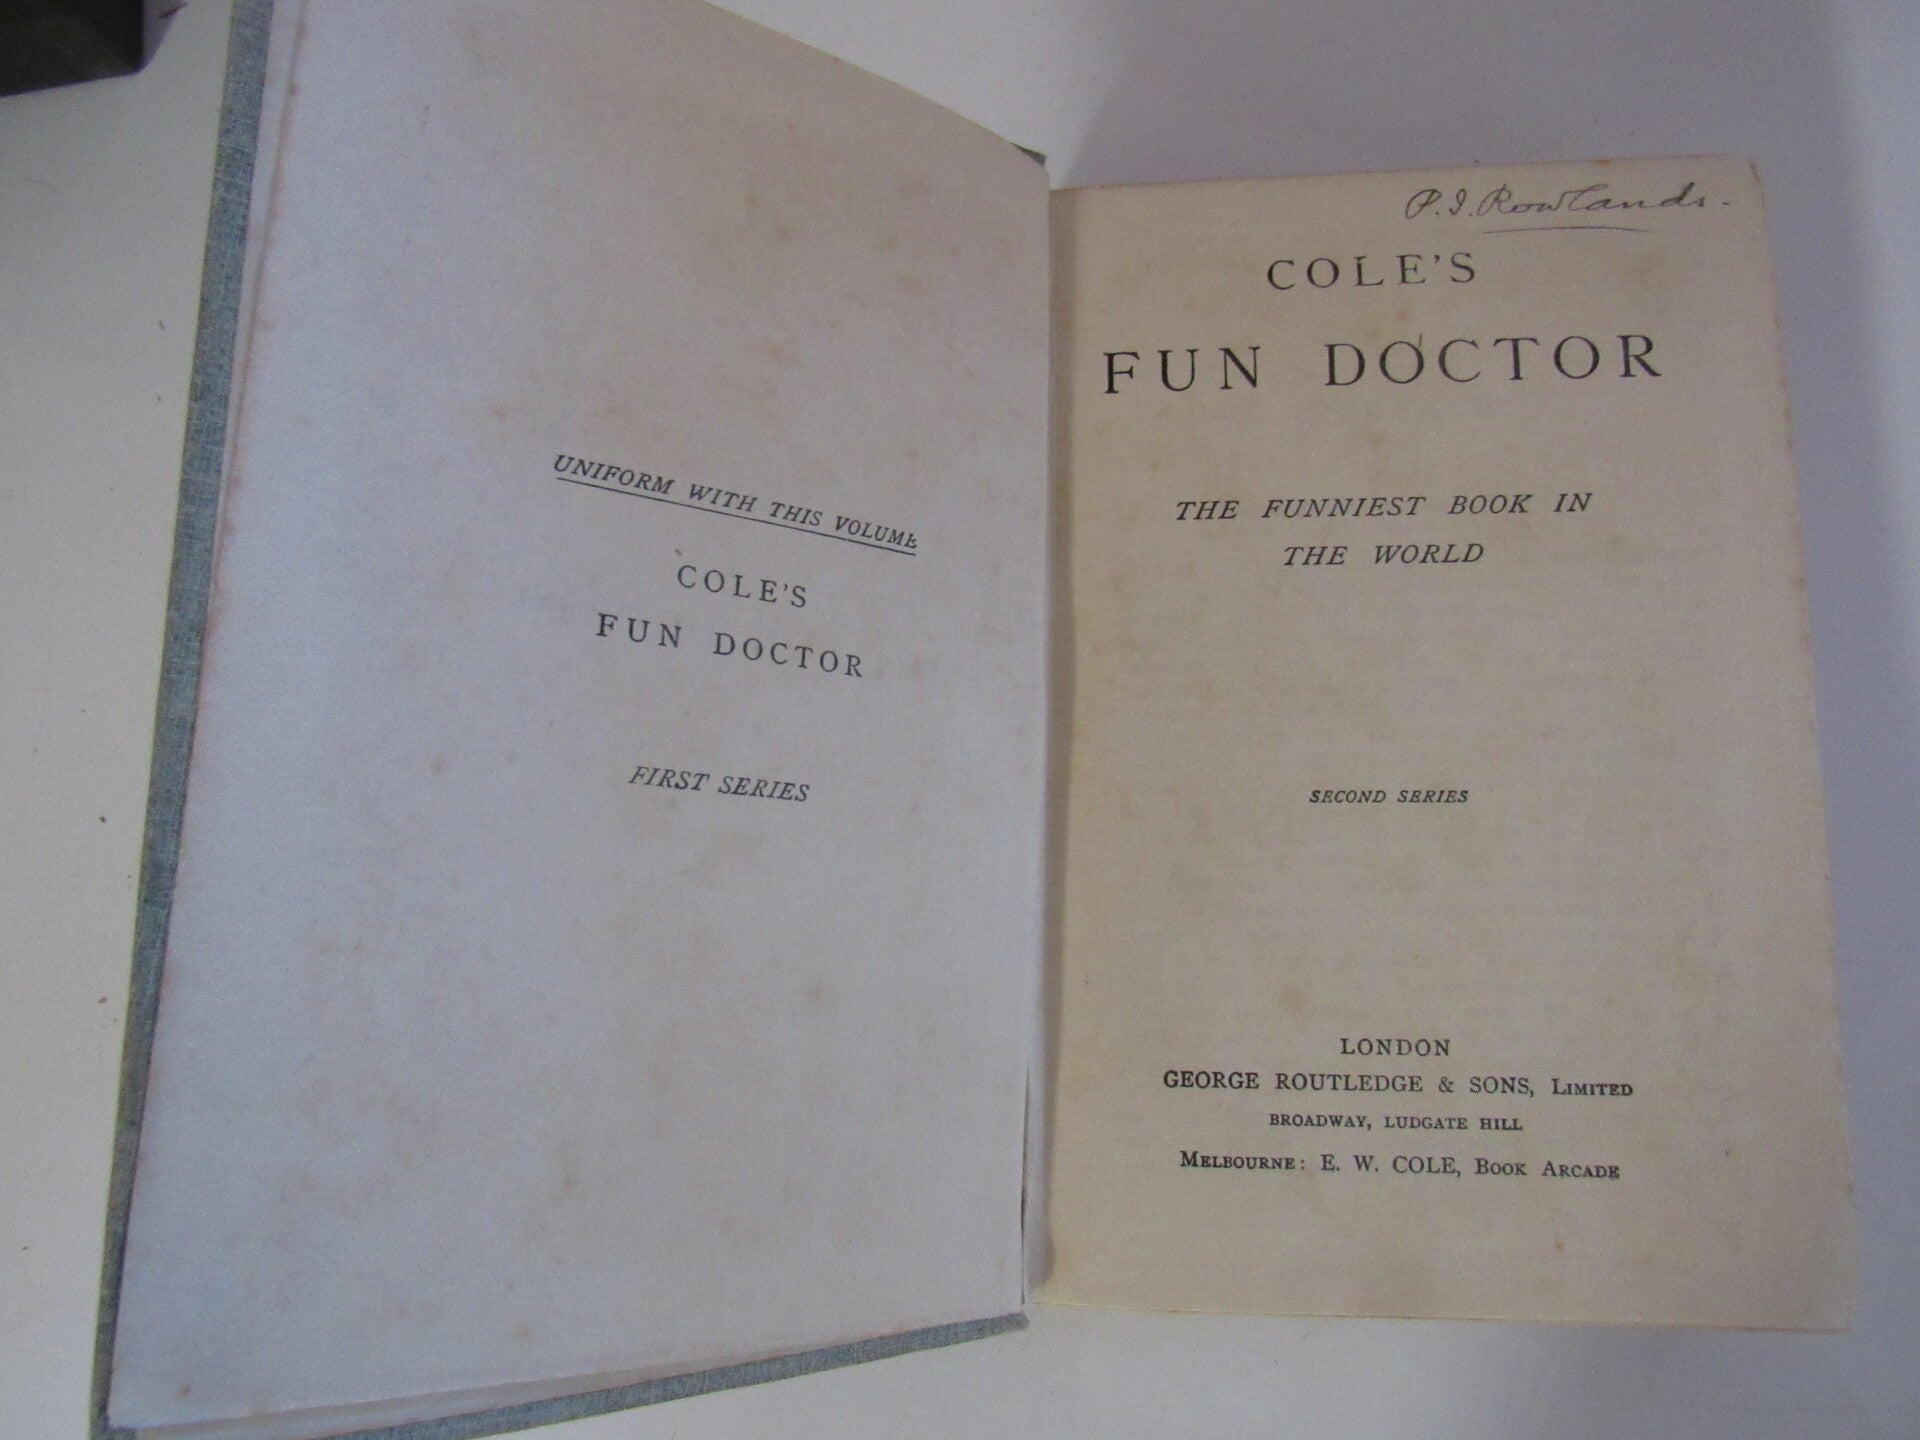 UNIFORM WITH THIS VOLUME
COLE'S
FUN DOCTOR
FIRST SERIES
P. I. Rowlands.
COLE'S
FUN DOCTOR
THE FUNNIEST BOOK IN
THE WORLD
SECOND SERIES
LONDON
GEORGE ROUTLEDGE & SONS, LIMITED
BROADWAY, LUDGATE HILL
MELBOURNE: E. W. COLE, BOOK ARCADE